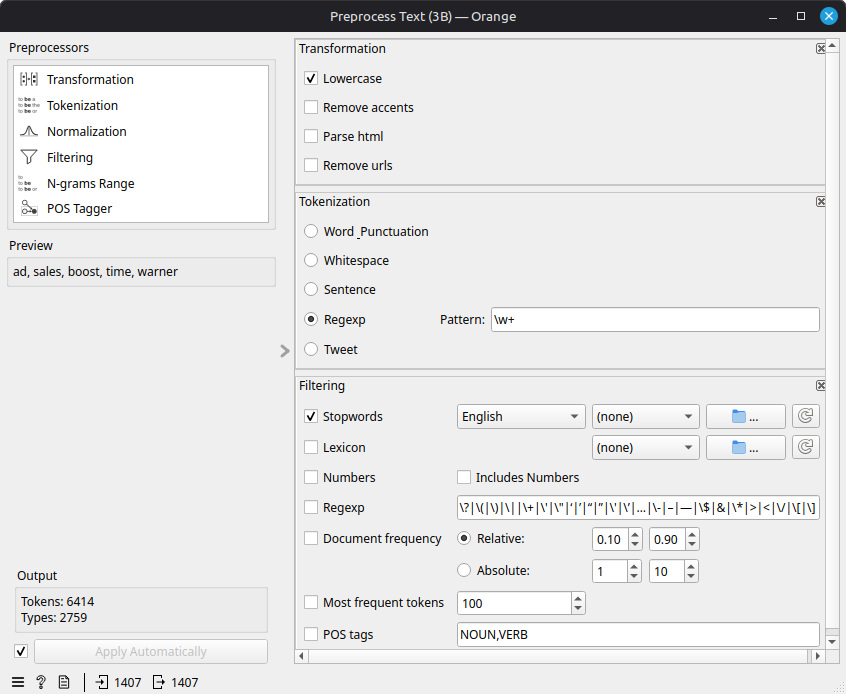 Preprocess Text (3B) — Orange
Preprocessors
Transformation
Tokenization
Normalization
Filtering
N-grams Range
POS Tagger
Preview
ad, sales, boost, time, warner
Output
Tokens: 6414
Types: 2759
Apply Automatically
1407 1407
Transformation
Lowercase
Remove accents
Parse html
Remove urls
Tokenization
Word_Punctuation
Whitespace
Sentence
Regexp Pattern: \w+
Tweet
Filtering
Stopwords English (none) ...
Lexicon (none) ...
Numbers Includes Numbers
Regexp \?|\(|\)|\||\+|\'|\"|‘|’|“|”|\'|\’|…|\-|–|—|\$|&|\*|>|<|\/|\[|\]
Document frequency Relative: 0.10 0.90
Absolute: 1 10
Most frequent tokens 100
POS tags NOUN,VERB